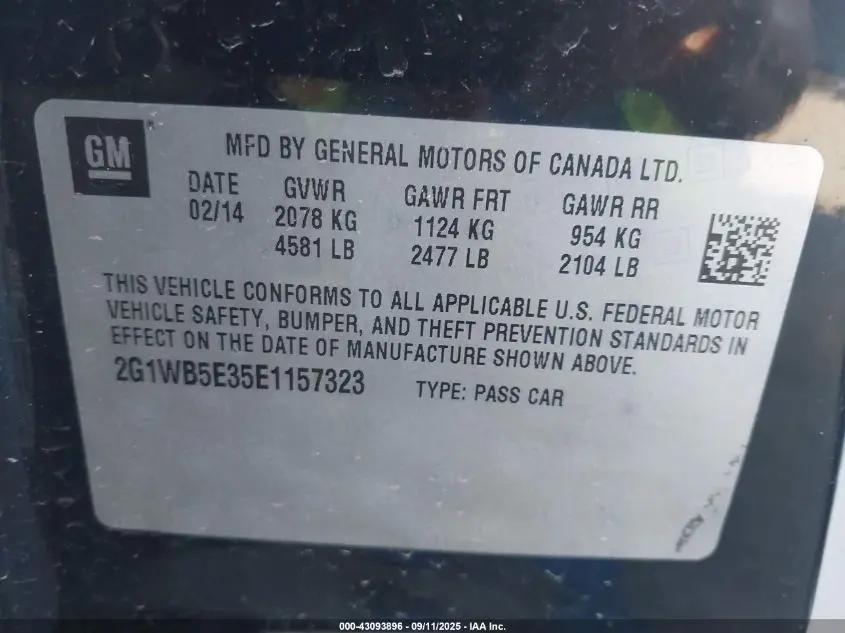 GM
MFD BY GENERAL MOTORS OF CANADA LTD.
DATE GVWR GAWR FRT GAWR RR
02/14 2078 KG 1124 KG 954 KG
4581 LB 2477 LB 2104 LB
THIS VEHICLE CONFORMS TO ALL APPLICABLE U.S. FEDERAL MOTOR
VEHICLE SAFETY, BUMPER, AND THEFT PREVENTION STANDARDS IN
EFFECT ON THE DATE OF MANUFACTURE SHOWN ABOVE.
2G1WB5E35E1157323 TYPE: PASS CAR
000-43093896 - 09/11/2025 - IAA Inc.